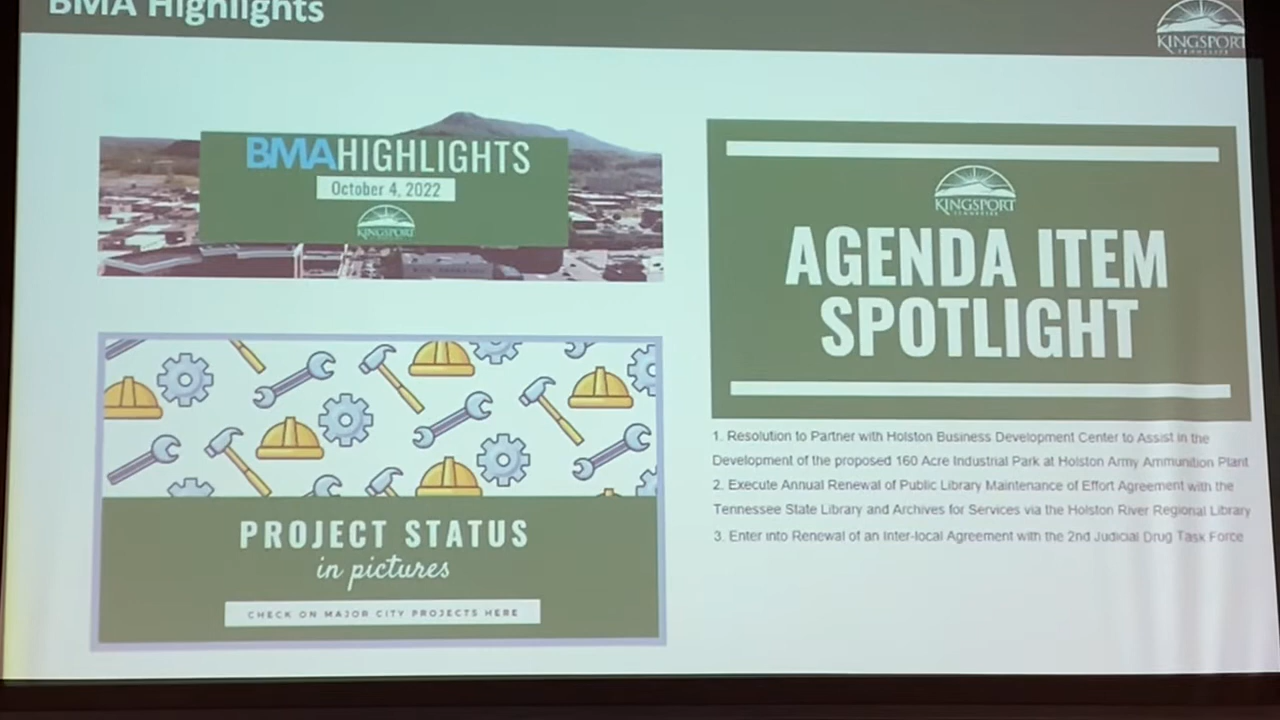 BMA Highlights
KINGSPORT
TENNESSEE
BMAHIGHLIGHTS
October 4, 2022
KINGSPORT
PROJECT STATUS
in pictures
CHECK ON MAJOR CITY PROJECTS HERE
KINGSPORT
TENNESSEE
AGENDA ITEM
SPOTLIGHT
1. Resolution to Partner with Holston Business Development Center to Assist in the
Development of the proposed 160 Acre Industrial Park at Holston Army Ammunition Plant
2. Execute Annual Renewal of Public Library Maintenance of Effort Agreement with the
Tennessee State Library and Archives for Services via the Holston River Regional Library
3. Enter into Renewal of an Inter-local Agreement with the 2nd Judicial Drug Task Force